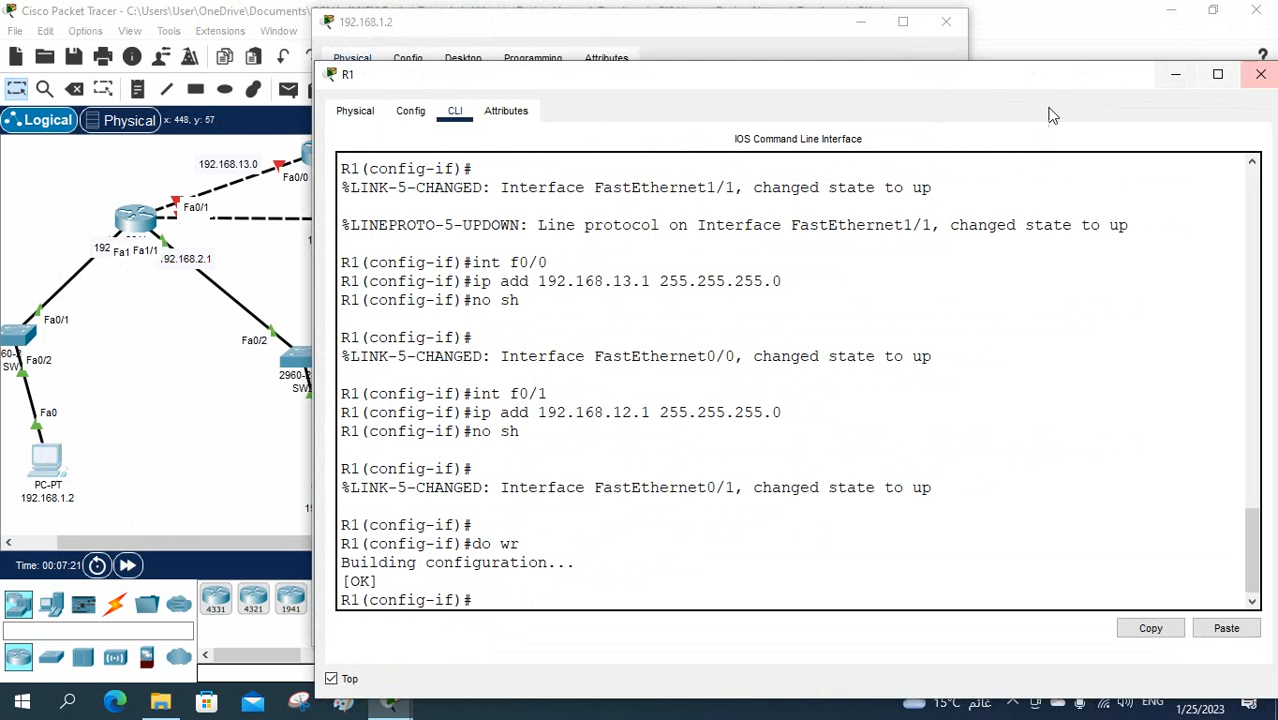 Cisco Packet Tracer - C:\Users\User\OneDrive\Documents\
File Edit Options View Tools Extensions Window
Logical
Physical
x: 448, y: 57
192.168.1.2
Physical Config Desktop Programming Attributes
R1
Physical Config CLI Attributes
IOS Command Line Interface
R1(config-if)#
%LINK-5-CHANGED: Interface FastEthernet1/1, changed state to up
%LINEPROTO-5-UPDOWN: Line protocol on Interface FastEthernet1/1, changed state to up
R1(config-if)#int f0/0
R1(config-if)#ip add 192.168.13.1 255.255.255.0
R1(config-if)#no sh
R1(config-if)#
%LINK-5-CHANGED: Interface FastEthernet0/0, changed state to up
R1(config-if)#int f0/1
R1(config-if)#ip add 192.168.12.1 255.255.255.0
R1(config-if)#no sh
R1(config-if)#
%LINK-5-CHANGED: Interface FastEthernet0/1, changed state to up
R1(config-if)#
R1(config-if)#do wr
Building configuration...
[OK]
R1(config-if)#
Copy Paste
Top
192.168.13.0
Fa0/0
Fa0/1
192
Fa1 Fa1/1
192.168.2.1
Fa0/1
Fa0/2
60-2
SW
Fa0/2
2960-2
SW
Fa0
PC-PT
192.168.1.2
19
Time: 00:07:21
4331 4321 1941
15°C غائم
ENG
1/25/2023